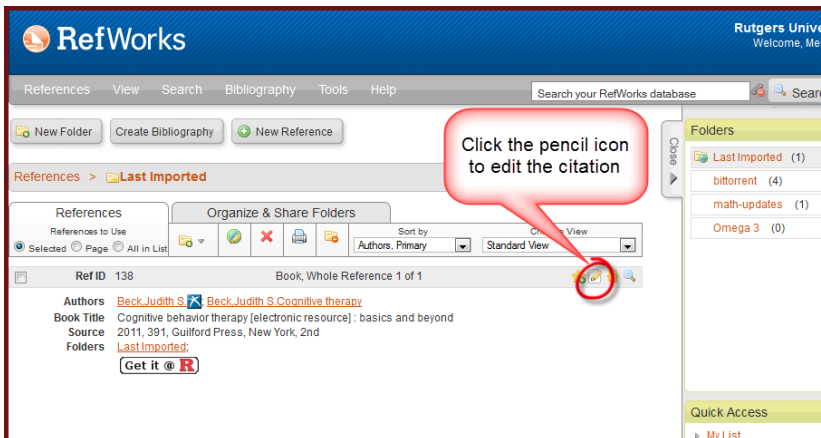 RefWorks
Rutgers Unive
Welcome, Me
References View Search Bibliography Tools Help
Search your RefWorks database
Sear
New Folder
Create Bibliography
New Reference
Click the pencil icon
to edit the citation
Close
Folders
Last Imported (1)
bittorrent (4)
math-updates (1)
Omega 3 (0)
References > Last Imported
References
Organize & Share Folders
References to Use
Selected Page All in List
Sort by
Authors, Primary
View
Standard View
Ref ID 138 Book, Whole Reference 1 of 1
Authors Beck,Judith S.; Beck,Judith S.Cognitive therapy
Book Title Cognitive behavior therapy [electronic resource] : basics and beyond
Source 2011, 391, Guilford Press, New York, 2nd
Folders Last Imported;
Get it @ R
Quick Access
My List